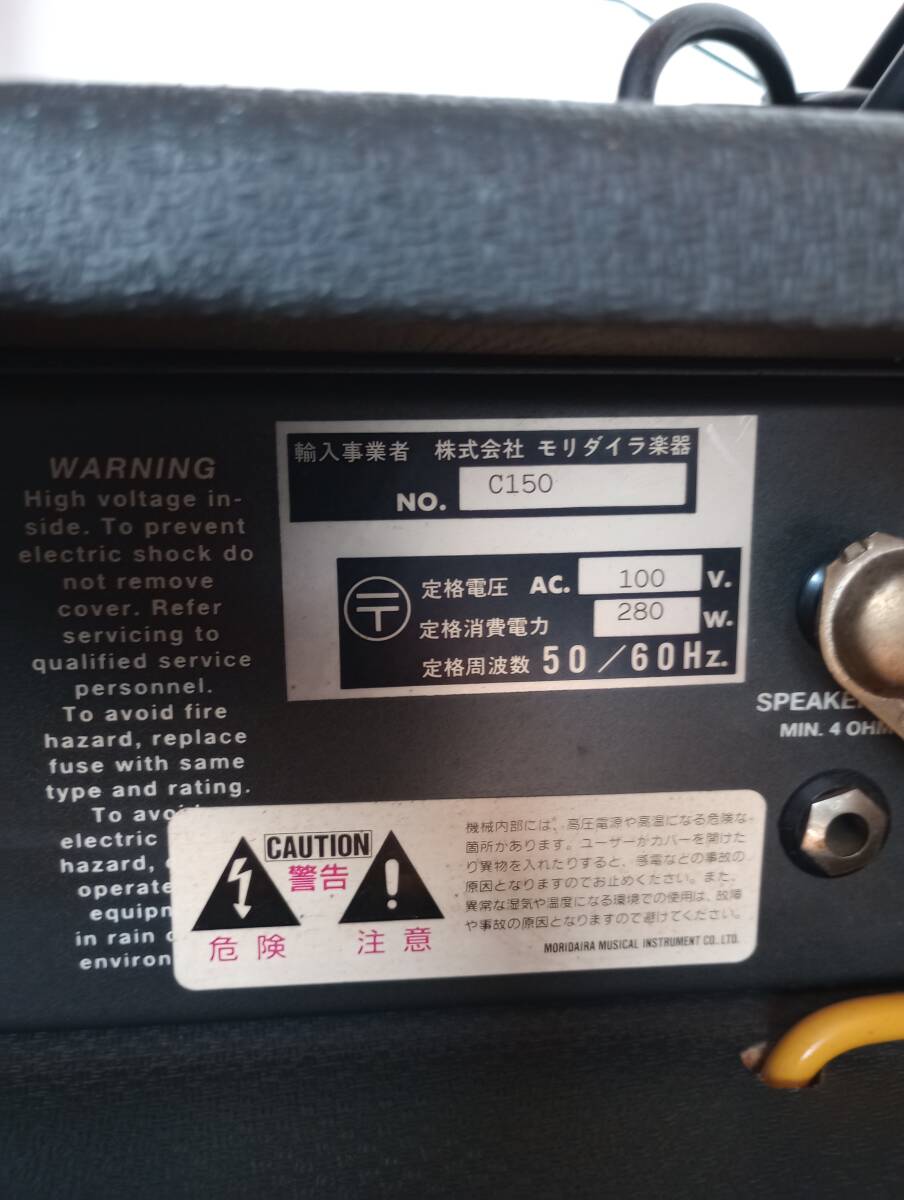 WARNING
High voltage in-
side. To prevent
electric shock do
not remove
cover. Refer
servicing to
qualified service
personnel.
To avoid fire
hazard, replace
fuse with same
type and rating.
To
electric
hazard,
operate
in rain
輸入事業者 株式会社 モリダイラ楽器
NO. C150
〒
定格電圧 AC. 100 V.
定格消費電力 280 W.
定格周波数 50/60Hz.
MIN. 4
CAUTION
警告
危険
注意
機械内部には、高圧電源や高温になる危険な
箇所があります。ユーザーがカバーを開けた
り異物を入れたりすると、感電などの事故の
原因となりますのでお止めください。また、
異常な湿気や温度になる環境での使用は、故障
や事故の原因となりますので避けてください。
MORIDAIRA MUSICAL INSTRUMENT CO., LTD.